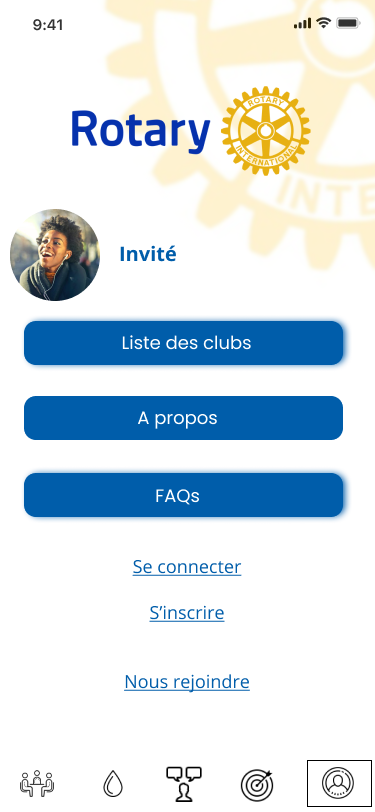 9:41
Rotary
ROTARY
INTERNATIONAL
INTE
Invité
Liste des clubs
A propos
FAQs
Se connecter
S’inscrire
Nous rejoindre